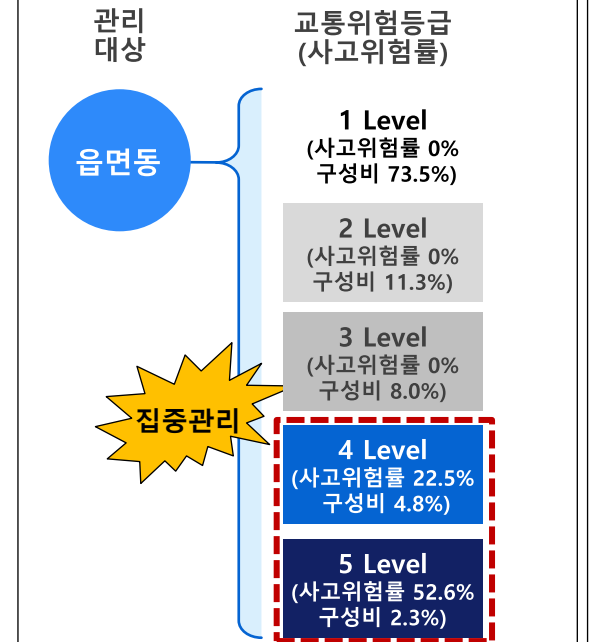 관리
대상
교통위험등급
(사고위험률)
읍면동
1 Level
(사고위험률 0%
구성비 73.5%)
2 Level
(사고위험률 0%
구성비 11.3%)
3 Level
(사고위험률 0%
구성비 8.0%)
집중관리
4 Level
(사고위험률 22.5%
구성비 4.8%)
5 Level
(사고위험률 52.6%
구성비 2.3%)